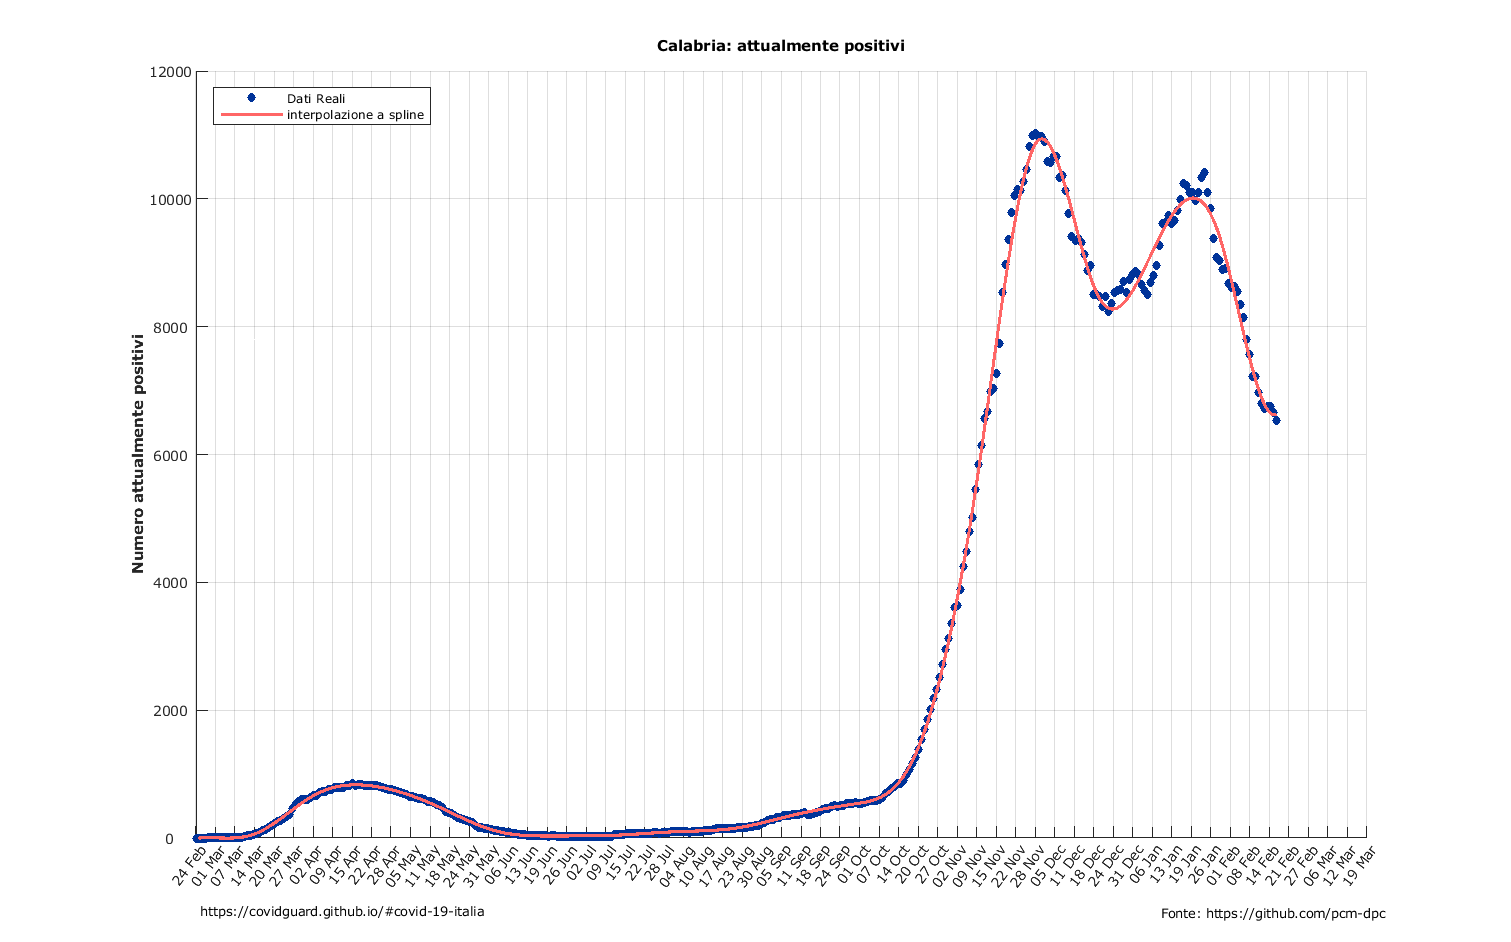 Calabria: attualmente positivi
Dati Reali
interpolazione a spline
Numero attualmente positivi
12000
10000
8000
6000
4000
2000
0
24 Feb
01 Mar
07 Mar
14 Mar
20 Mar
27 Mar
02 Apr
09 Apr
15 Apr
22 Apr
28 Apr
05 May
11 May
18 May
24 May
31 May
06 Jun
13 Jun
19 Jun
26 Jun
02 Jul
09 Jul
15 Jul
22 Jul
28 Jul
04 Aug
10 Aug
17 Aug
23 Aug
30 Aug
05 Sep
11 Sep
18 Sep
24 Sep
01 Oct
07 Oct
14 Oct
20 Oct
27 Oct
02 Nov
09 Nov
15 Nov
22 Nov
28 Nov
05 Dec
11 Dec
18 Dec
24 Dec
31 Dec
06 Jan
13 Jan
19 Jan
26 Jan
01 Feb
08 Feb
14 Feb
21 Feb
27 Feb
06 Mar
12 Mar
19 Mar
https://covidguard.github.io/#covid-19-italia
Fonte: https://github.com/pcm-dpc